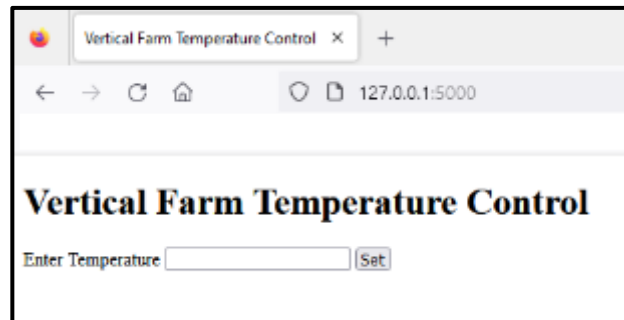 Vertical Farm Temperature Control
127.0.0.1:5000
Vertical Farm Temperature Control
Enter Temperature Set